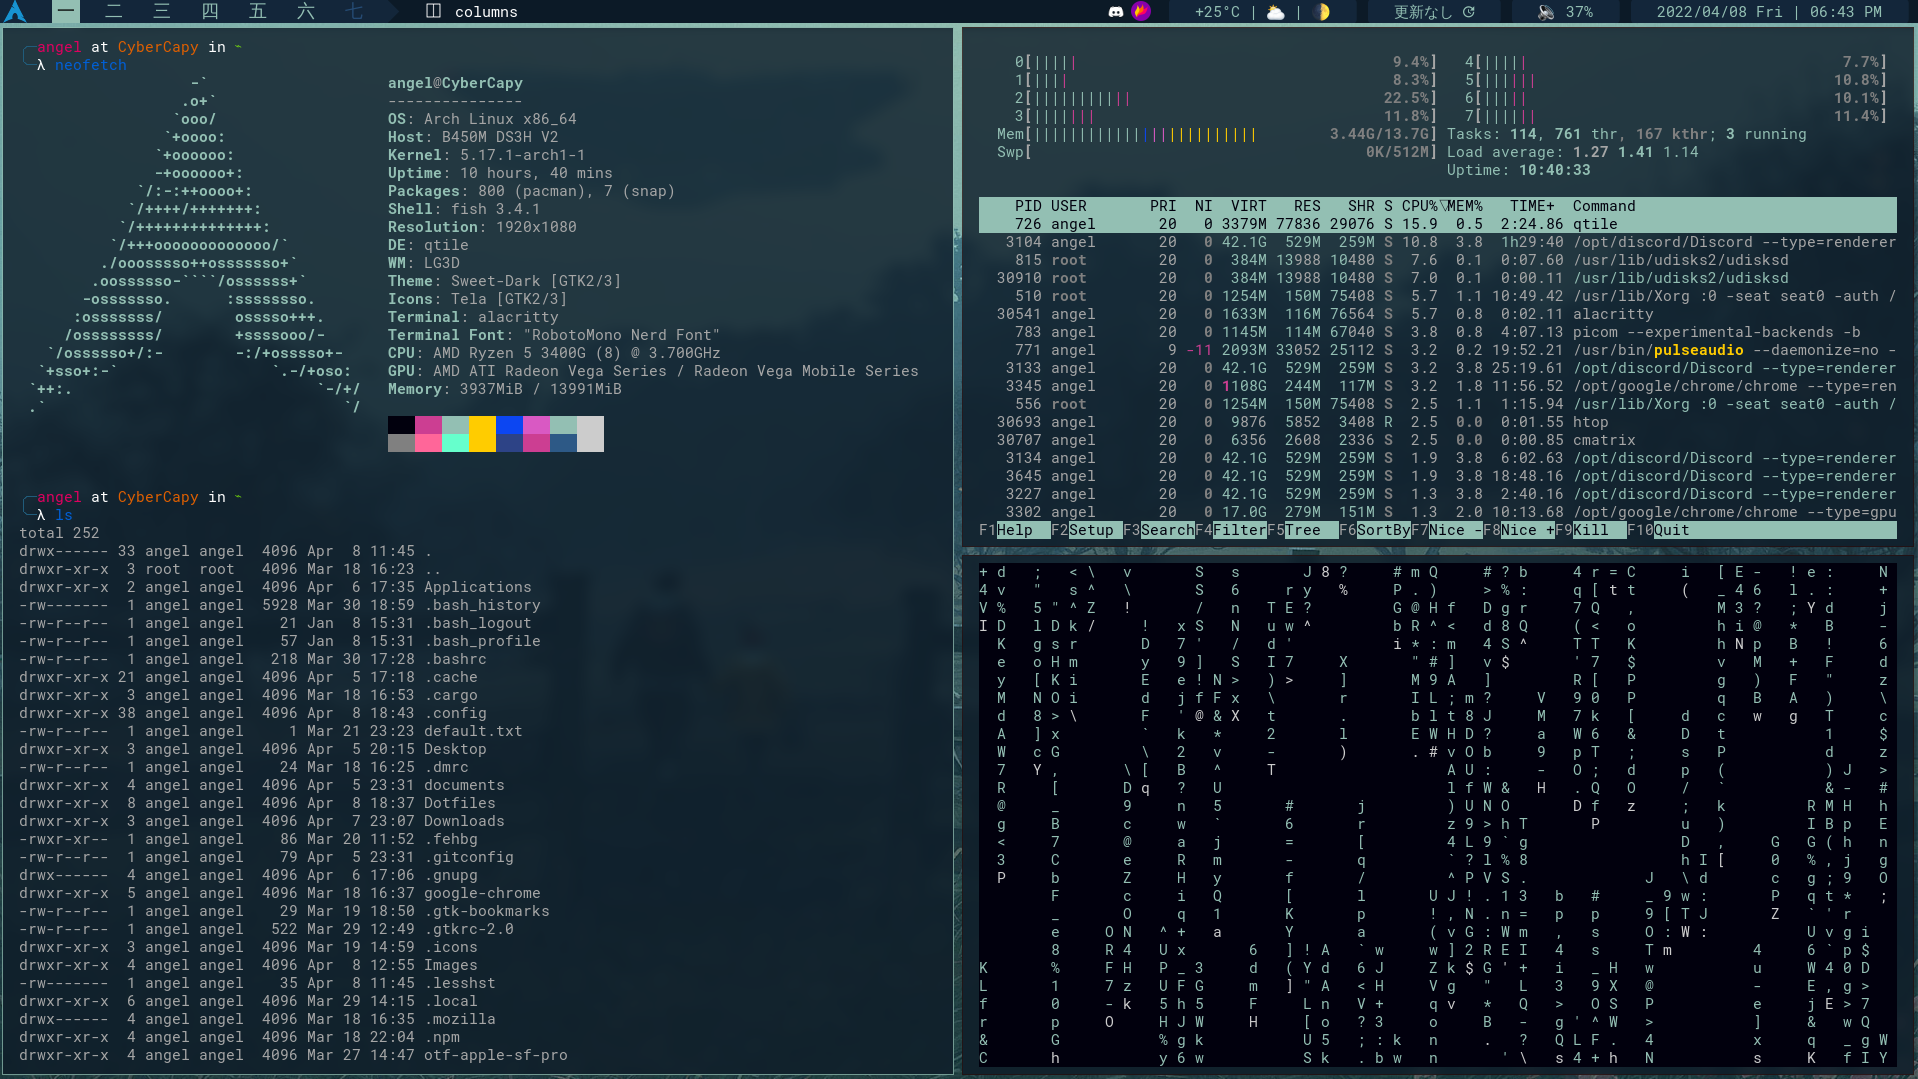 一 二 三 四 五 六 七 columns +25°C | | 更新なし 37% 2022/04/08 Fri | 06:43 PM
angel at CyberCapy in ~
λ neofetch
angel@CyberCapy
---------------
OS: Arch Linux x86_64
Host: B450M DS3H V2
Kernel: 5.17.1-arch1-1
Uptime: 10 hours, 40 mins
Packages: 800 (pacman), 7 (snap)
Shell: fish 3.4.1
Resolution: 1920x1080
DE: qtile
WM: LG3D
Theme: Sweet-Dark [GTK2/3]
Icons: Tela [GTK2/3]
Terminal: alacritty
Terminal Font: "RobotoMono Nerd Font"
CPU: AMD Ryzen 5 3400G (8) @ 3.700GHz
GPU: AMD ATI Radeon Vega Series / Radeon Vega Mobile Series
Memory: 3937MiB / 13991MiB
angel at CyberCapy in ~
λ ls
total 252
drwx------ 33 angel angel 4096 Apr 8 11:45 .
drwxr-xr-x 3 root root 4096 Mar 18 16:23 ..
drwxr-xr-x 2 angel angel 4096 Apr 6 17:35 Applications
-rw------- 1 angel angel 5928 Mar 30 18:59 .bash_history
-rw-r--r-- 1 angel angel 21 Jan 8 15:31 .bash_logout
-rw-r--r-- 1 angel angel 57 Jan 8 15:31 .bash_profile
-rw-r--r-- 1 angel angel 218 Mar 30 17:28 .bashrc
drwxr-xr-x 21 angel angel 4096 Apr 5 17:18 .cache
drwxr-xr-x 3 angel angel 4096 Mar 18 16:53 .cargo
drwxr-xr-x 38 angel angel 4096 Apr 8 18:43 .config
-rw-r--r-- 1 angel angel 1 Mar 21 23:23 default.txt
drwxr-xr-x 3 angel angel 4096 Apr 5 20:15 Desktop
-rw-r--r-- 1 angel angel 24 Mar 18 16:25 .dmrc
drwxr-xr-x 4 angel angel 4096 Apr 5 23:31 documents
drwxr-xr-x 8 angel angel 4096 Apr 8 18:37 Dotfiles
drwxr-xr-x 3 angel angel 4096 Apr 7 23:07 Downloads
-rwxr-xr-x 1 angel angel 86 Mar 20 11:52 .fehbg
-rw-r--r-- 1 angel angel 79 Apr 5 23:31 .gitconfig
drwx------ 4 angel angel 4096 Apr 6 17:06 .gnupg
drwxr-xr-x 5 angel angel 4096 Mar 18 16:37 google-chrome
-rw-r--r-- 1 angel angel 29 Mar 19 18:50 .gtk-bookmarks
-rw-r--r-- 1 angel angel 522 Mar 29 12:49 .gtkrc-2.0
drwxr-xr-x 3 angel angel 4096 Mar 19 14:59 .icons
drwxr-xr-x 4 angel angel 4096 Apr 8 12:55 Images
-rw------- 1 angel angel 35 Apr 8 11:45 .lesshst
drwxr-xr-x 6 angel angel 4096 Mar 29 14:15 .local
drwx------ 4 angel angel 4096 Mar 18 16:35 .mozilla
drwxr-xr-x 4 angel angel 4096 Mar 18 22:04 .npm
drwxr-xr-x 4 angel angel 4096 Mar 27 14:47 otf-apple-sf-pro
0[||||| 9.4%] 4[||||| 7.7%]
1[|||| 8.3%] 5[|||||| 10.8%]
2[||||||||||| 22.5%] 6[||||| 10.1%]
3[||||||| 11.8%] 7[|||||| 11.4%]
Mem[||||||||||||||||||||||||| 3.44G/13.7G] Tasks: 114, 761 thr, 167 kthr; 3 running
Swp[ 0K/512M] Load average: 1.27 1.41 1.14
Uptime: 10:40:33
PID USER PRI NI VIRT RES SHR S CPU%▽MEM% TIME+ Command
726 angel 20 0 3379M 77836 29076 S 15.9 0.5 2:24.86 qtile
3104 angel 20 0 42.1G 529M 259M S 10.8 3.8 1h29:40 /opt/discord/Discord --type=renderer
815 root 20 0 384M 13988 10480 S 7.6 0.1 0:07.60 /usr/lib/udisks2/udisksd
30910 root 20 0 384M 13988 10480 S 7.0 0.1 0:00.11 /usr/lib/udisks2/udisksd
510 root 20 0 1254M 150M 75408 S 5.7 1.1 10:49.42 /usr/lib/Xorg :0 -seat seat0 -auth /
30541 angel 20 0 1633M 116M 76564 S 5.7 0.8 0:02.11 alacritty
783 angel 20 0 1145M 114M 67040 S 3.8 0.8 4:07.13 picom --experimental-backends -b
771 angel 9 -11 2093M 33052 25112 S 3.2 0.2 19:52.21 /usr/bin/pulseaudio --daemonize=no -
3133 angel 20 0 42.1G 529M 259M S 3.2 3.8 25:19.61 /opt/discord/Discord --type=renderer
3345 angel 20 0 1108G 244M 117M S 3.2 1.8 11:56.52 /opt/google/chrome/chrome --type=ren
556 root 20 0 1254M 150M 75408 S 2.5 1.1 1:15.94 /usr/lib/Xorg :0 -seat seat0 -auth /
30693 angel 20 0 9876 5852 3408 R 2.5 0.0 0:01.55 htop
30707 angel 20 0 6356 2608 2336 S 2.5 0.0 0:00.85 cmatrix
3134 angel 20 0 42.1G 529M 259M S 1.9 3.8 6:02.63 /opt/discord/Discord --type=renderer
3645 angel 20 0 42.1G 529M 259M S 1.9 3.8 18:48.16 /opt/discord/Discord --type=renderer
3227 angel 20 0 42.1G 529M 259M S 1.3 3.8 2:40.16 /opt/discord/Discord --type=renderer
3302 angel 20 0 17.0G 279M 151M S 1.3 2.0 10:13.68 /opt/google/chrome/chrome --type=gpu
F1Help F2Setup F3SearchF4FilterF5Tree F6SortByF7Nice -F8Nice +F9Kill F10Quit